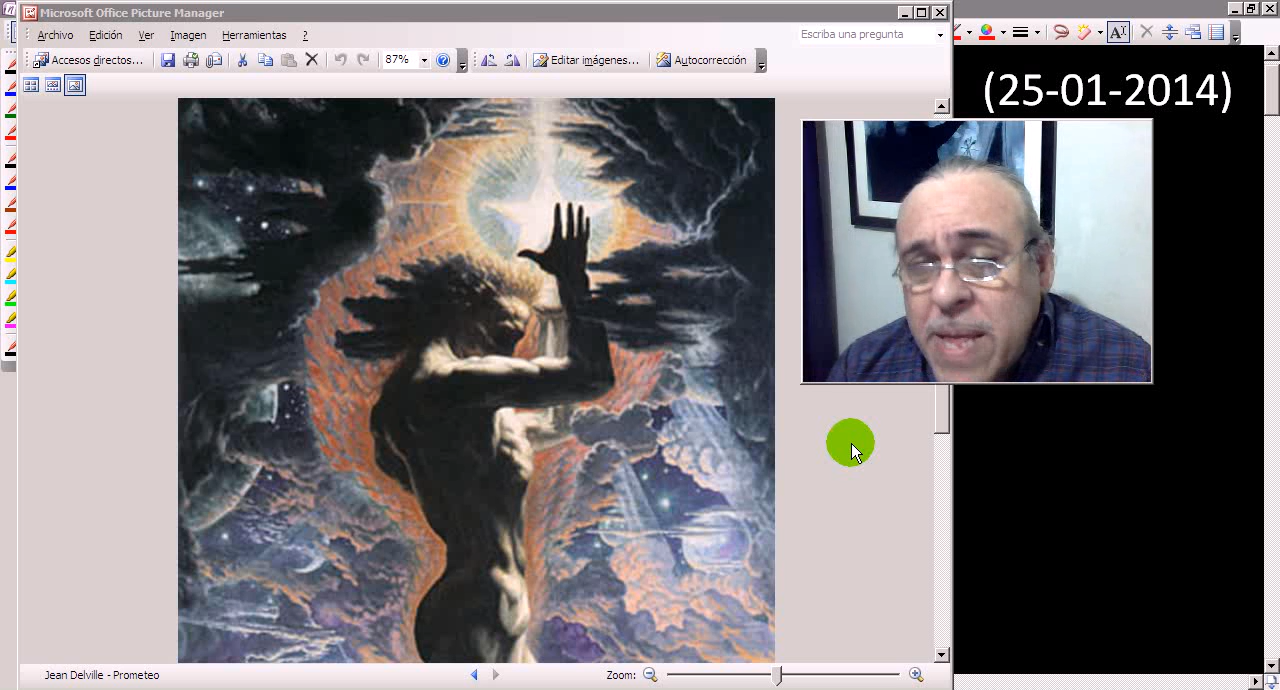 Microsoft Office Picture Manager
Archivo Edición Ver Imagen Herramientas ? Escriba una pregunta
Accesos directos... 87% Editar imágenes... Autocorrección
(25-01-2014)
Jean Delville - Prometeo Zoom: